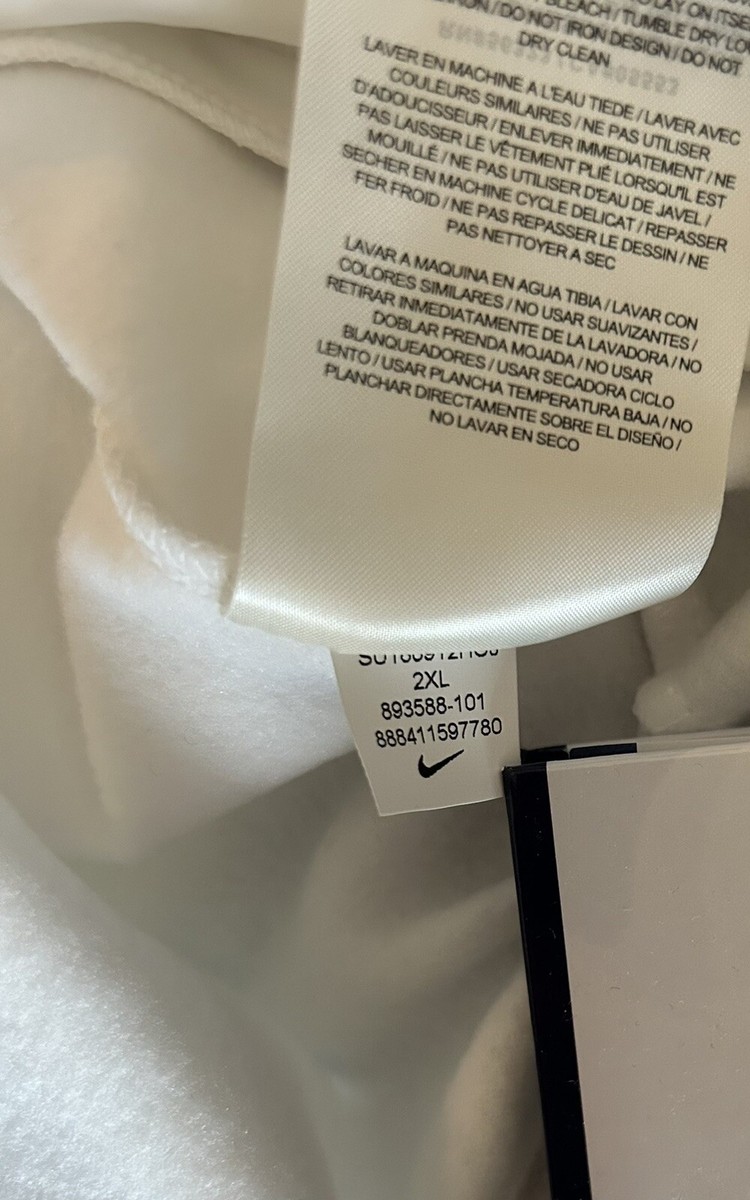 LAY ON ITSE
BLEACH / TUMBLE DRY LO
IRON / DO NOT IRON DESIGN / DO NOT
DRY CLEAN
LAVER EN MACHINE A L'EAU TIEDE / LAVER AVEC
COULEURS SIMILAIRES / NE PAS UTILISER
D'ADOUCISSEUR / ENLEVER IMMEDIATEMENT / NE
PAS LAISSER LE VÊTEMENT PLIÉ LORSQU'IL EST
MOUILLÉ / NE PAS UTILISER D'EAU DE JAVEL /
SECHER EN MACHINE CYCLE DELICAT / REPASSER
FER FROID / NE PAS REPASSER LE DESSIN / NE
PAS NETTOYER A SEC
LAVAR A MAQUINA EN AGUA TIBIA / LAVAR CON
COLORES SIMILARES / NO USAR SUAVIZANTES /
RETIRAR INMEDIATAMENTE DE LA LAVADORA / NO
DOBLAR PRENDA MOJADA / NO USAR
BLANQUEADORES / USAR SECADORA CICLO
LENTO / USAR PLANCHA TEMPERATURA BAJA / NO
PLANCHAR DIRECTAMENTE SOBRE EL DISEÑO /
NO LAVAR EN SECO
2XL
893588-101
888411597780